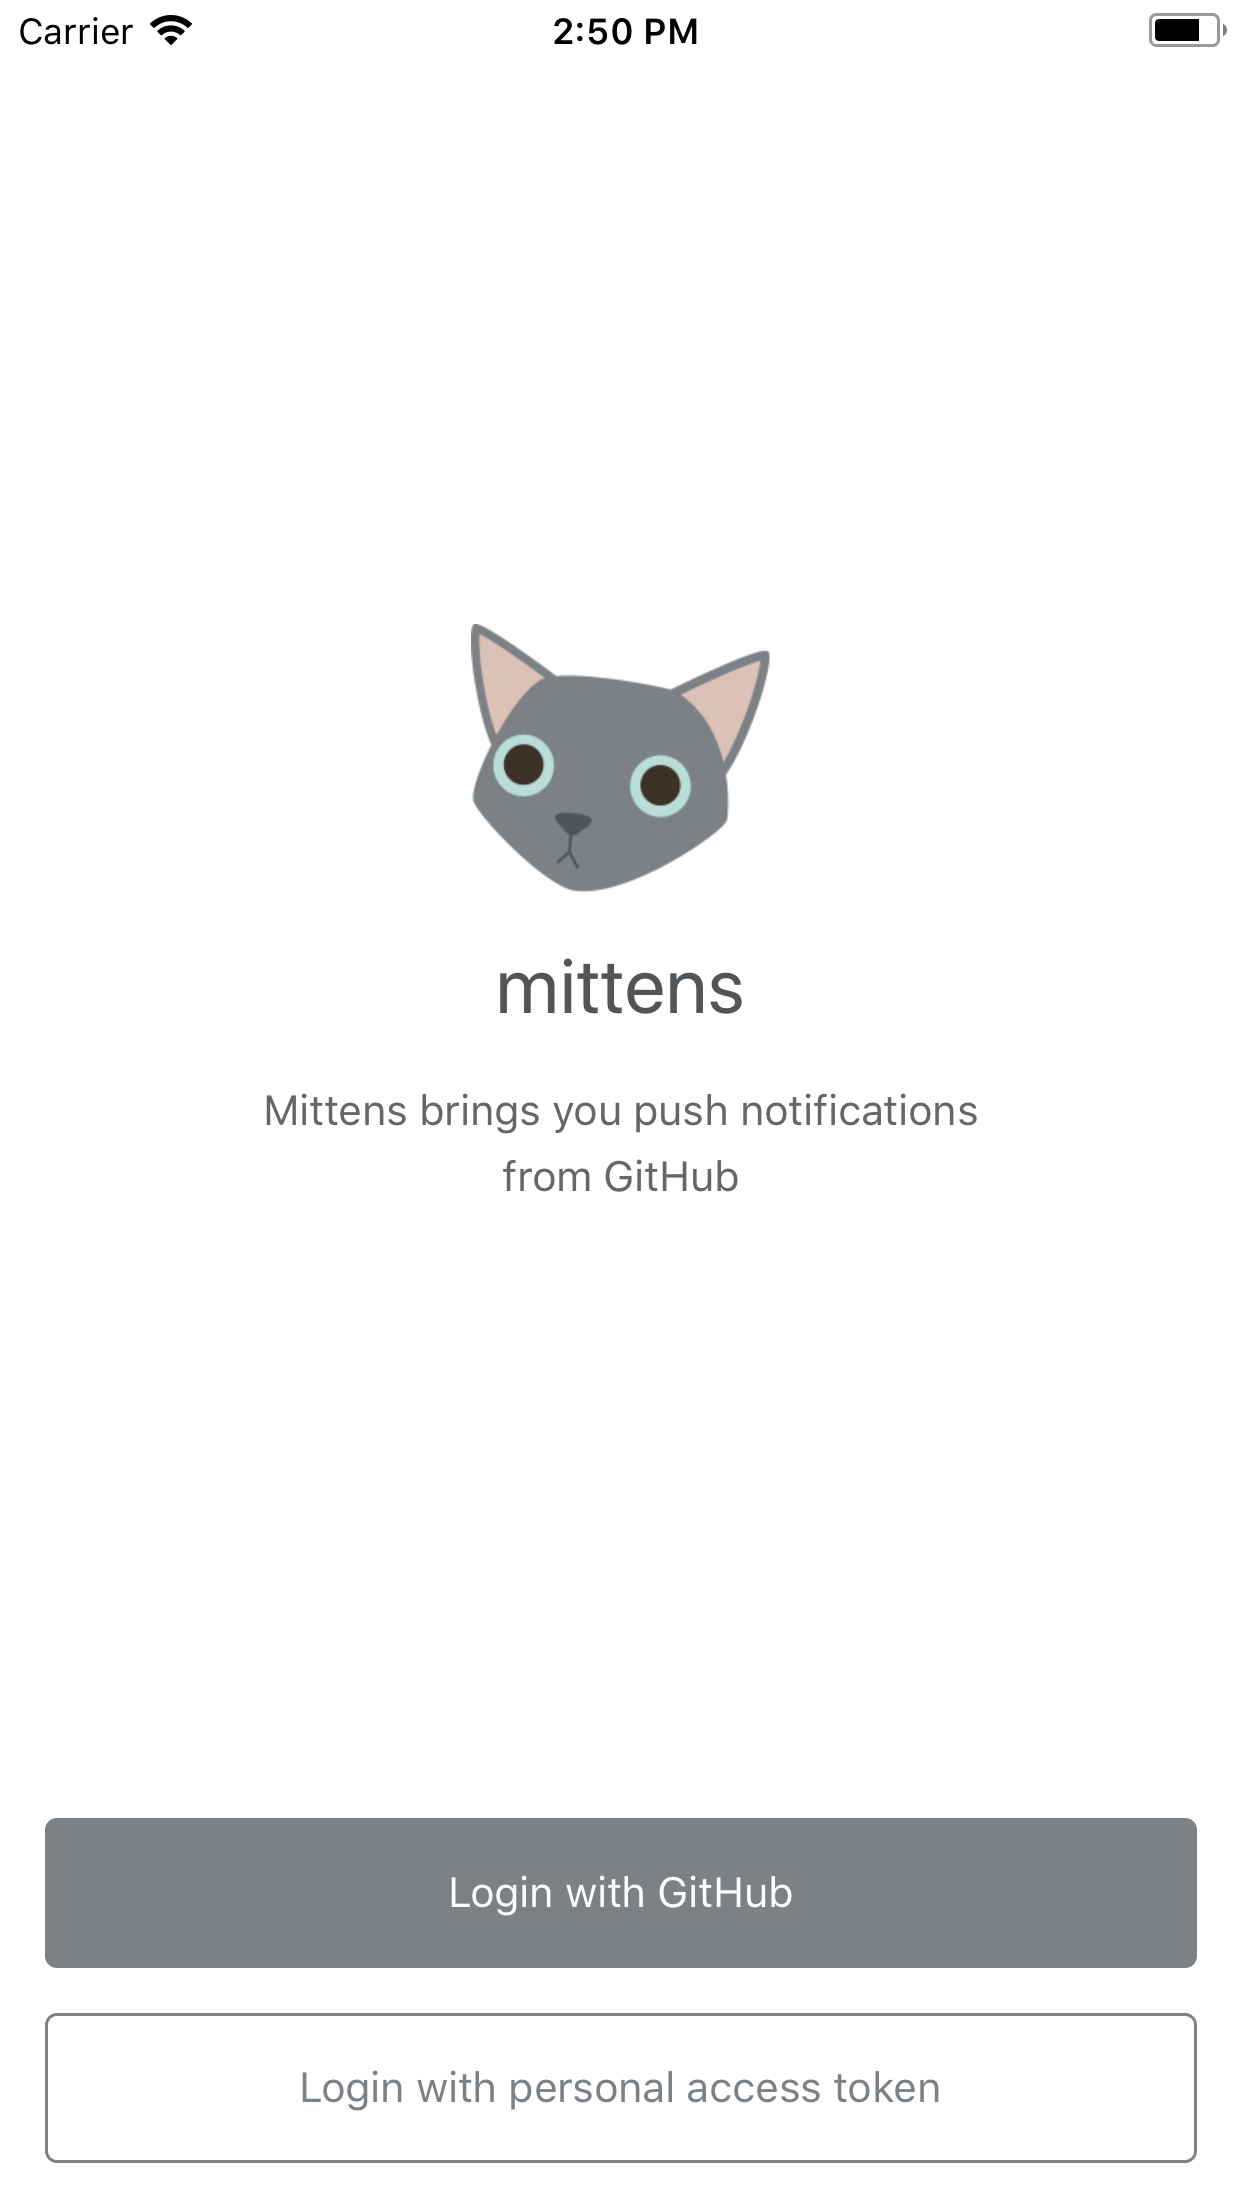 Carrier
2:50 PM
mittens
Mittens brings you push notifications
from GitHub
Login with GitHub
Login with personal access token